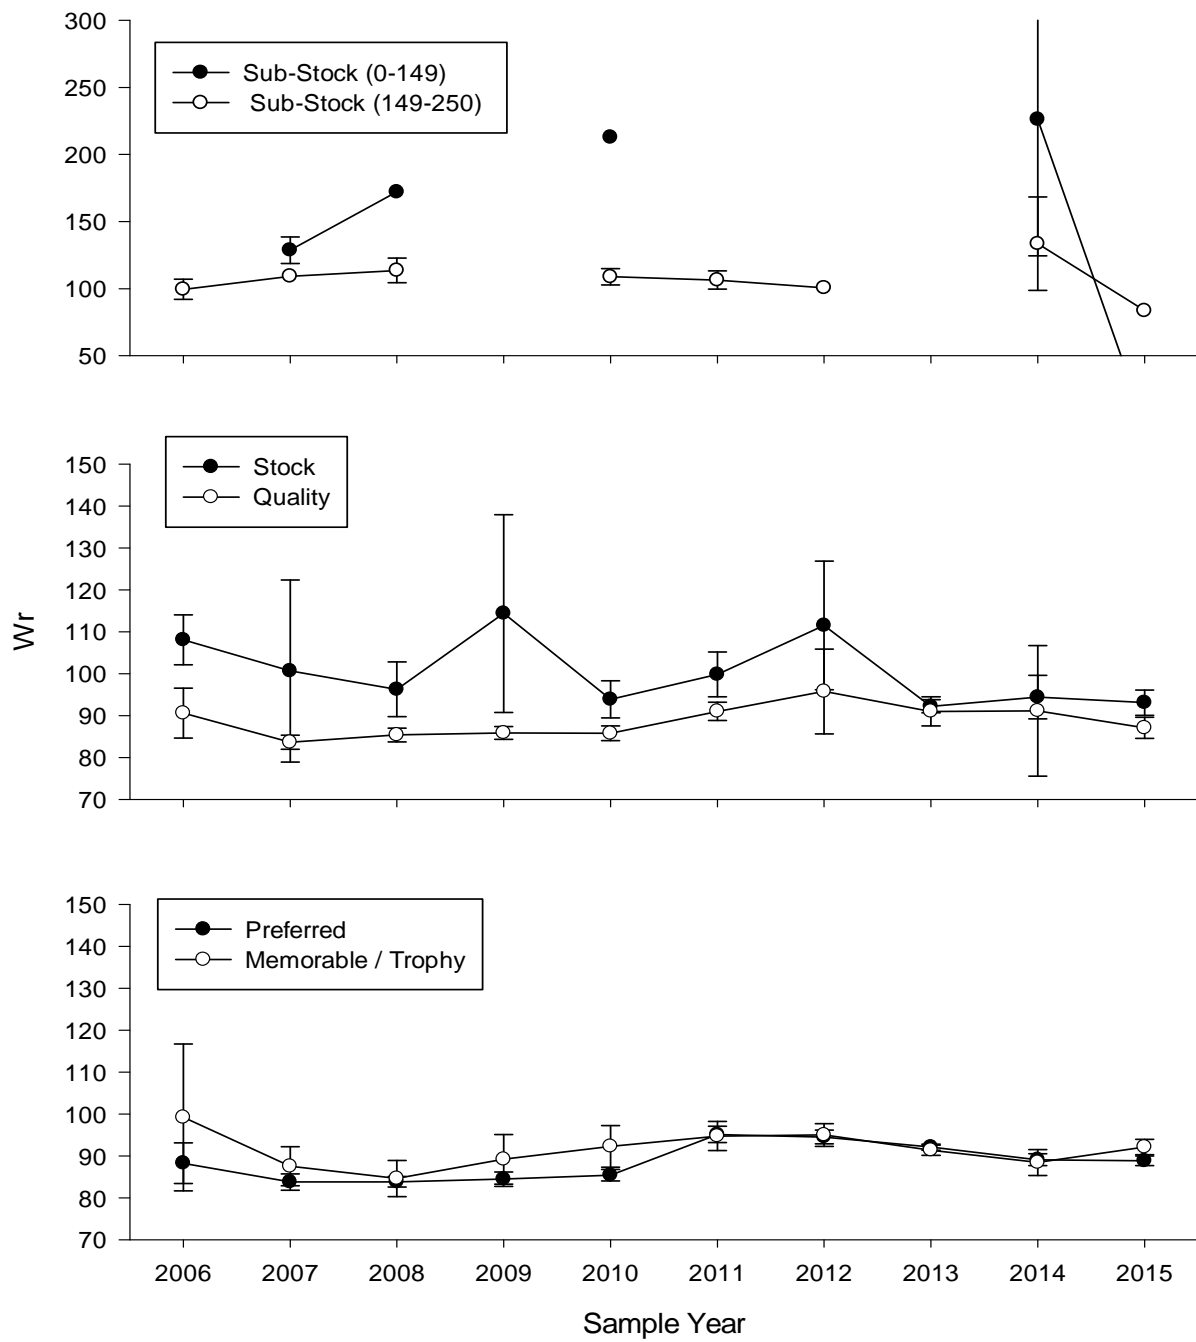 300
250
200
150
100
50
Sub-Stock (0-149)
Sub-Stock (149-250)
Wr
150
140
130
120
110
100
90
80
70
Stock
Quality
150
140
130
120
110
100
90
80
70
Preferred
Memorable / Trophy
2006 2007 2008 2009 2010 2011 2012 2013 2014 2015
Sample Year